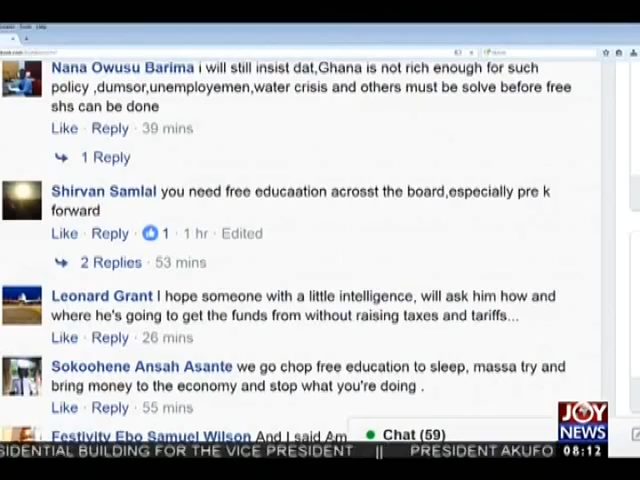 Nana Owusu Barima i will still insist dat,Ghana is not rich enough for such
policy ,dumsor,unemployemen,water crisis and others must be solve before free
shs can be done
Like · Reply · 39 mins
1 Reply
Shirvan Samlal you need free educaation acrosst the board,especially pre k
forward
Like · Reply · 1 · 1 hr · Edited
2 Replies · 53 mins
Leonard Grant I hope someone with a little intelligence, will ask him how and
where he's going to get the funds from without raising taxes and tariffs...
Like · Reply · 26 mins
Sokoohene Ansah Asante we go chop free education to sleep, massa try and
bring money to the economy and stop what you're doing .
Like · Reply · 55 mins
Festivity Ebo Samuel Wilson And I said Am
Chat (59)
JOY
NEWS
SIDENTIAL BUILDING FOR THE VICE PRESIDENT || PRESIDENT AKUFO
08:12